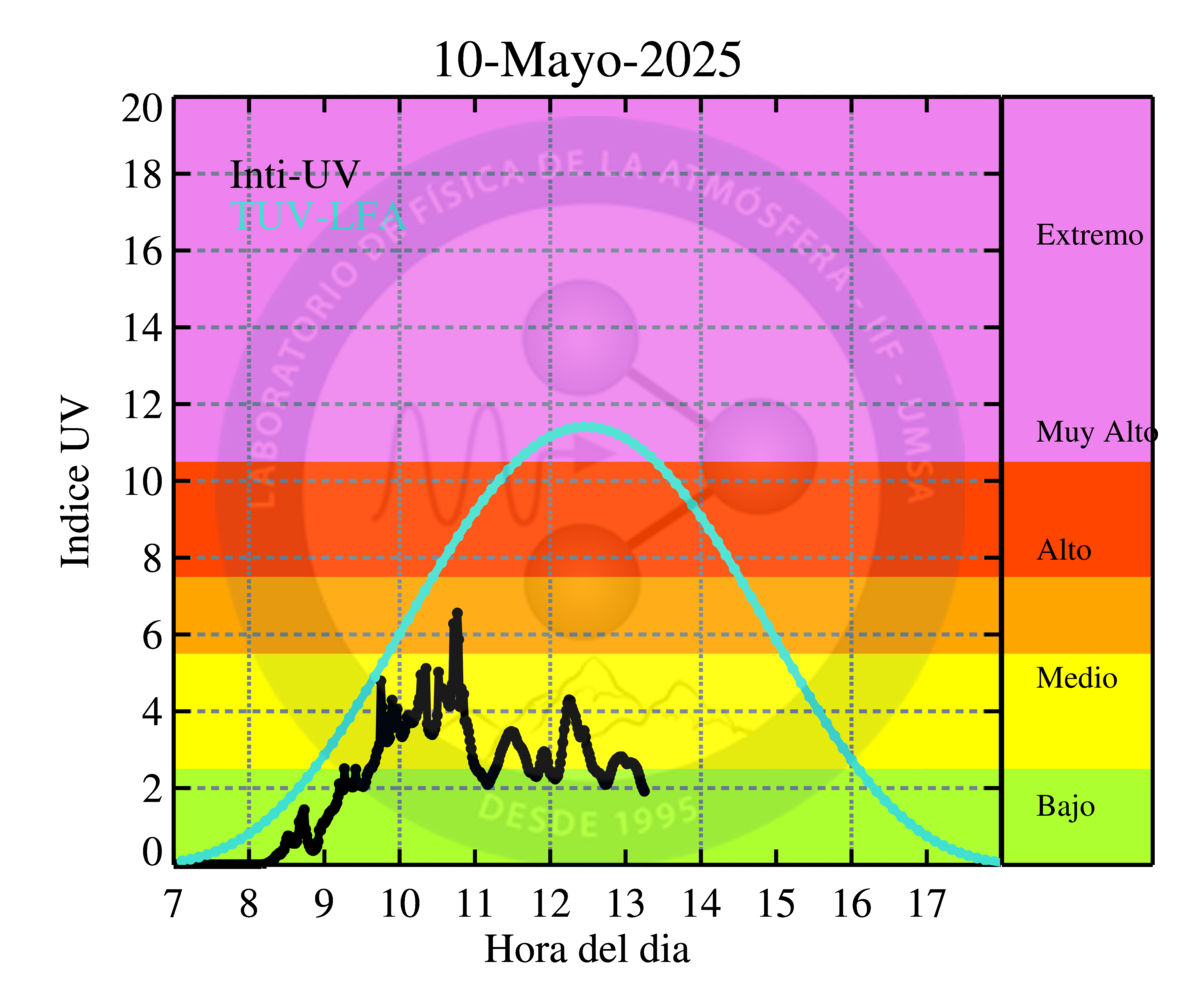 10-Mayo-2025
20
18
16
14
12
10
8
6
4
2
0
Indice UV
Inti-UV
TUV-LFA
LABORATORIO DE FÍSICA DE LA ATMÓSFERA - IIF - UMSA
DESDE 1995
Extremo
Muy Alto
Alto
Medio
Bajo
7 8 9 10 11 12 13 14 15 16 17
Hora del dia